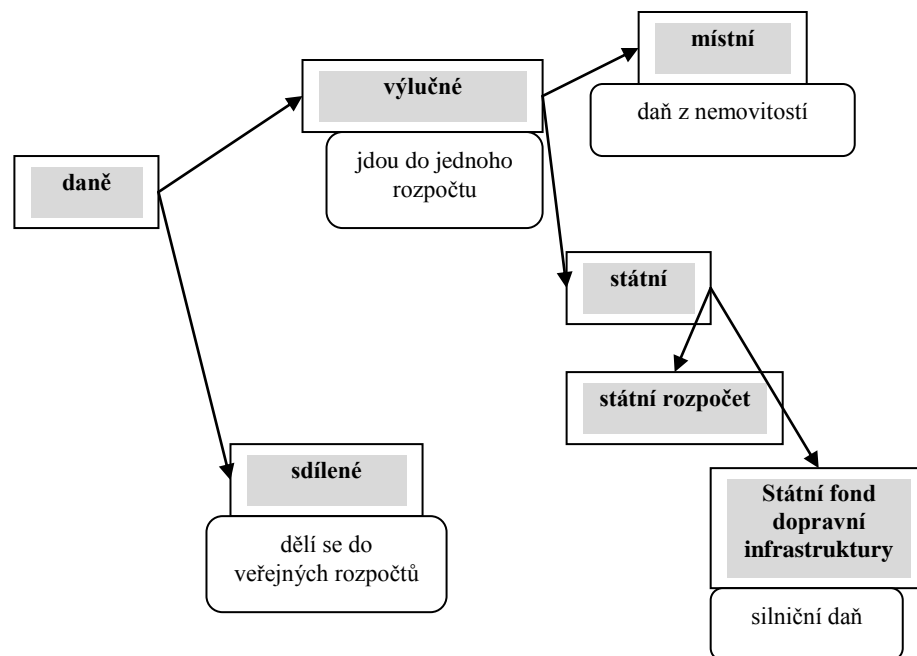 místní
daň z nemovitostí
výlučné
jdou do jednoho
rozpočtu
daně
státní
státní rozpočet
sdílené
dělí se do
veřejných rozpočtů
Státní fond
dopravní
infrastruktury
silniční daň